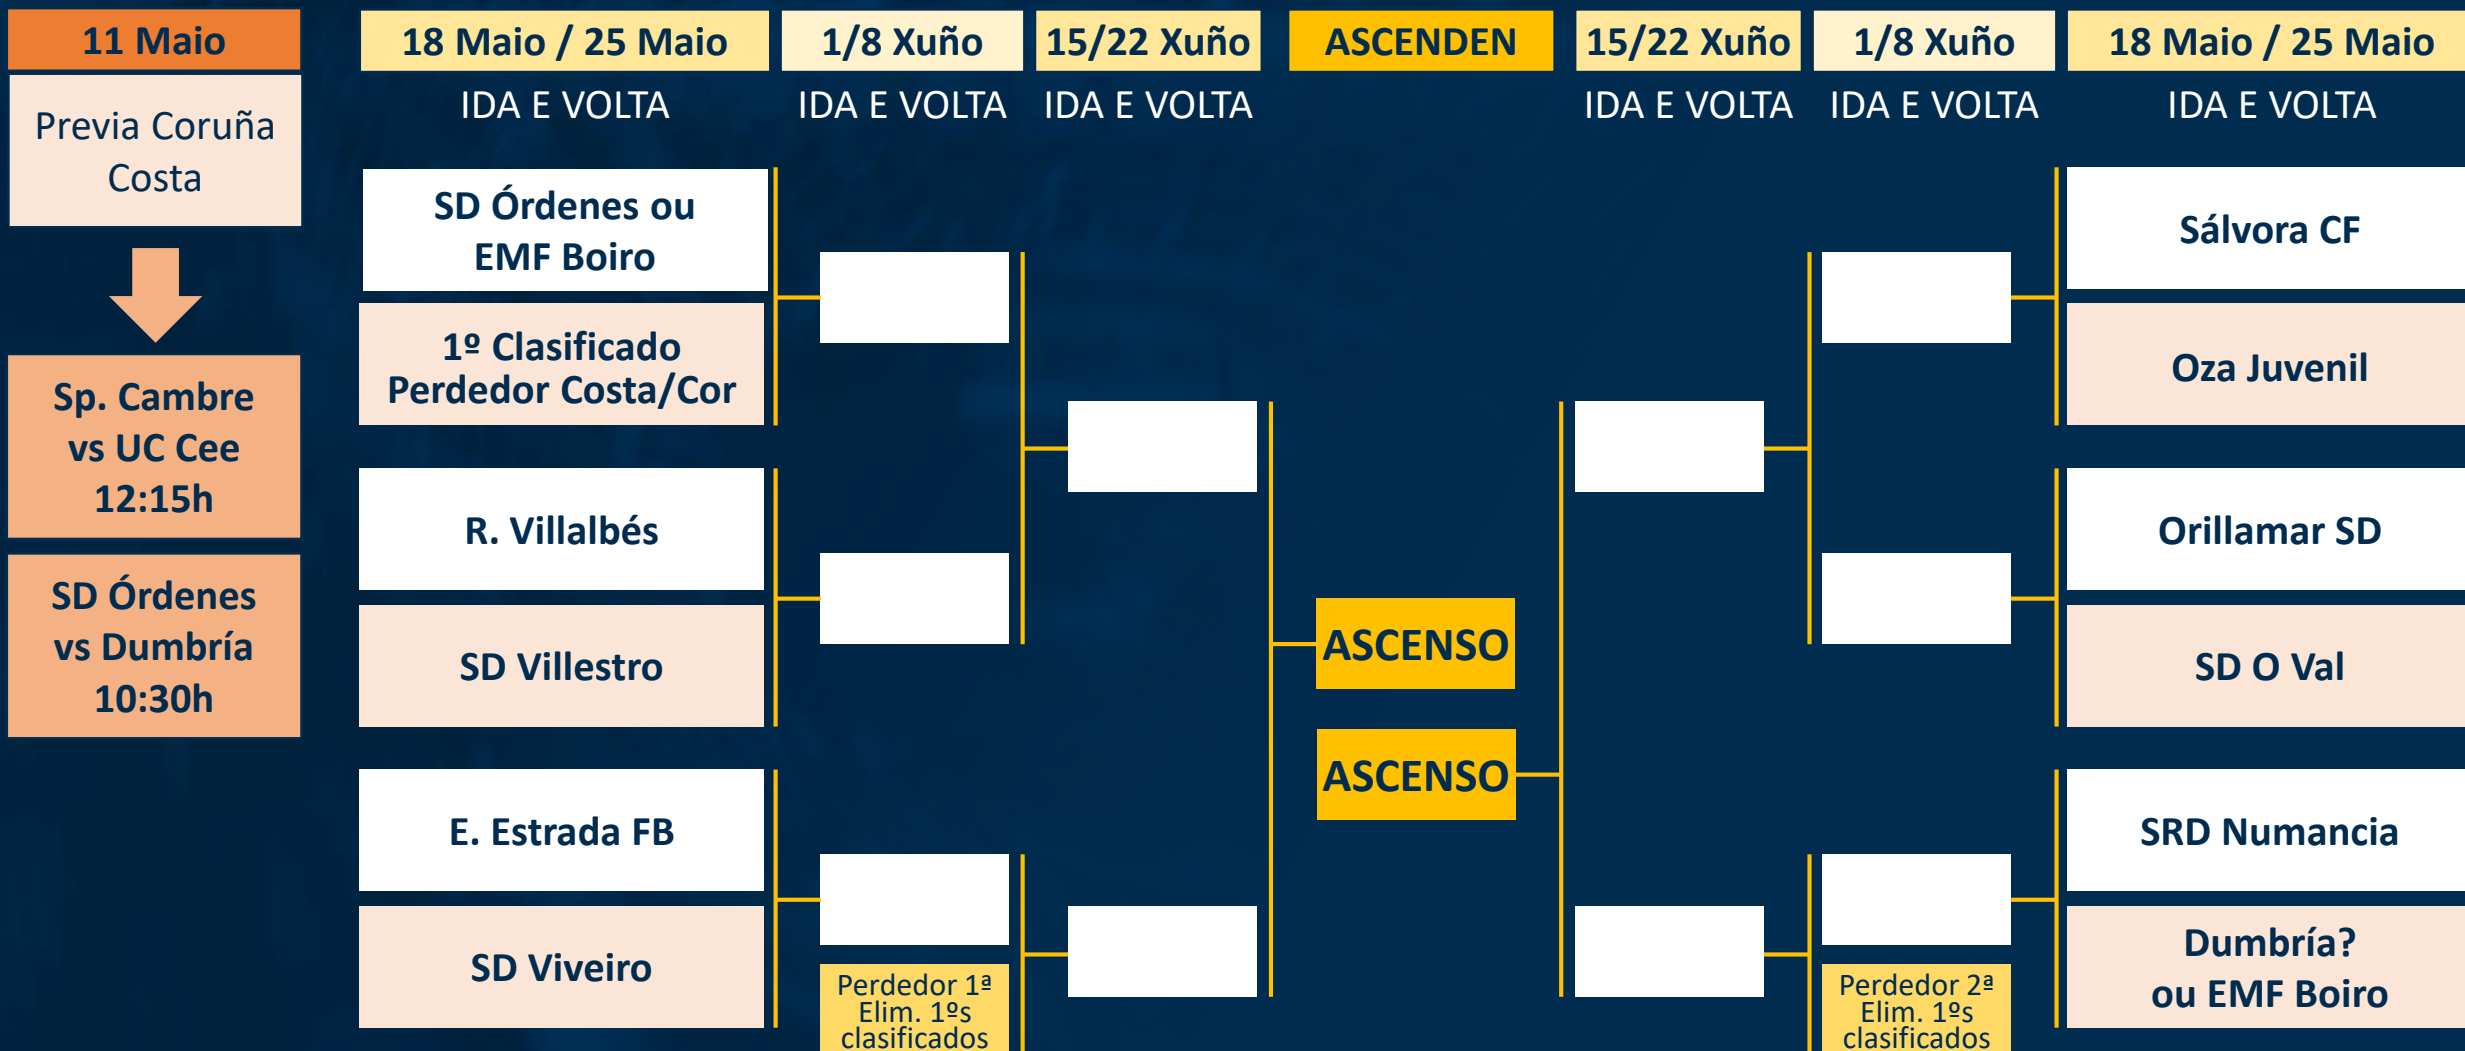 11 Maio
18 Maio / 25 Maio
1/8 Xuño
15/22 Xuño
ASCENDEN
15/22 Xuño
1/8 Xuño
18 Maio / 25 Maio
Previa Coruña
Costa
IDA E VOLTA
IDA E VOLTA
IDA E VOLTA
IDA E VOLTA
IDA E VOLTA
IDA E VOLTA
Sp. Cambre
vs UC Cee
12:15h
SD Órdenes
vs Dumbría
10:30h
SD Órdenes ou
EMF Boiro
1º Clasificado
Perdedor Costa/Cor
R. Villalbés
SD Villestro
E. Estrada FB
SD Viveiro
Perdedor 1ª
Elim. 1ºs
clasificados
ASCENSO
ASCENSO
Perdedor 2ª
Elim. 1ºs
clasificados
Sálvora CF
Oza Juvenil
Orillamar SD
SD O Val
SRD Numancia
Dumbría?
ou EMF Boiro